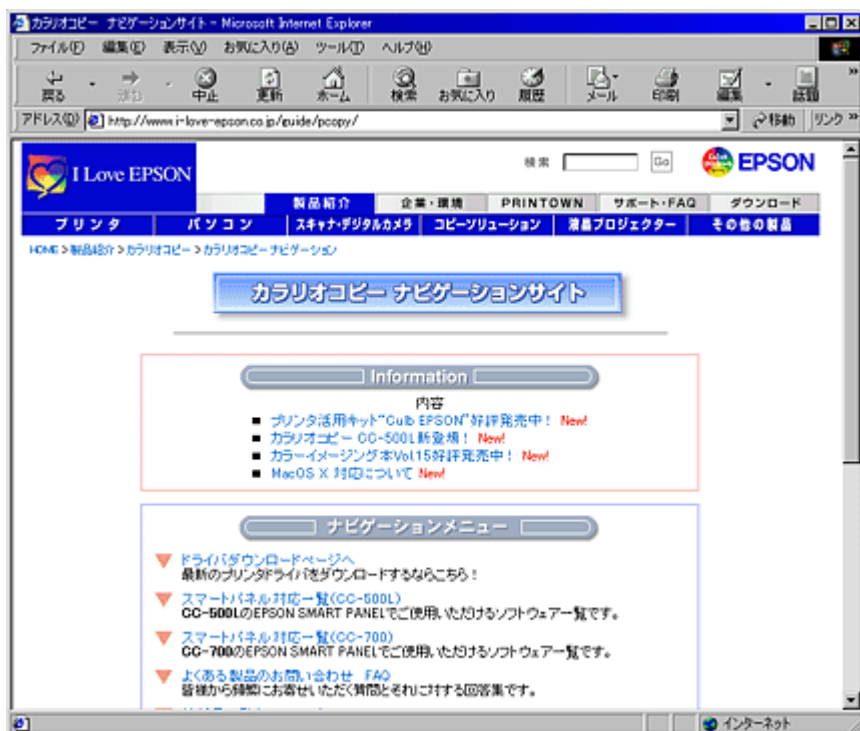 カラリオコピー ナビゲーションサイト - Microsoft Internet Explorer
ファイル(F) 編集(E) 表示(V) お気に入り(A) ツール(T) ヘルプ(H)
戻る 進む 中止 更新 ホーム 検索 お気に入り 履歴 メール 印刷 編集 話題 »
アドレス(D) http://www.i-love-epson.co.jp/guide/pcopy/ 移動 リンク »
I Love EPSON 検索 Go EPSON
製品紹介 企業・環境 PRINTOWN サポート・FAQ ダウンロード
プリンタ パソコン スキャナ・デジタルカメラ コピーソリューション 液晶プロジェクター その他の製品
HOME > 製品紹介 > カラリオコピー > カラリオコピーナビゲーション
カラリオコピー ナビゲーションサイト
Information
内容
■ プリンタ活用キット"Culb EPSON"好評発売中! New!
■ カラリオコピー CC-500L新登場! New!
■ カラーイメージング本Vol.15好評発売中! New!
■ MacOS X 対応について New!
ナビゲーションメニュー
▼ ドライバダウンロードページへ
最新のプリンタドライバをダウンロードするならこちら!
▼ スマートパネル対応一覧(CC-500L)
CC-500LのEPSON SMART PANELでご使用いただけるソフトウェア一覧です。
▼ スマートパネル対応一覧(CC-700)
CC-700のEPSON SMART PANELでご使用いただけるソフトウェア一覧です。
▼ よくある製品のお問い合わせ FAQ
皆様から頻繁にお寄せいただく質問とそれに対する回答集です。
インターネット